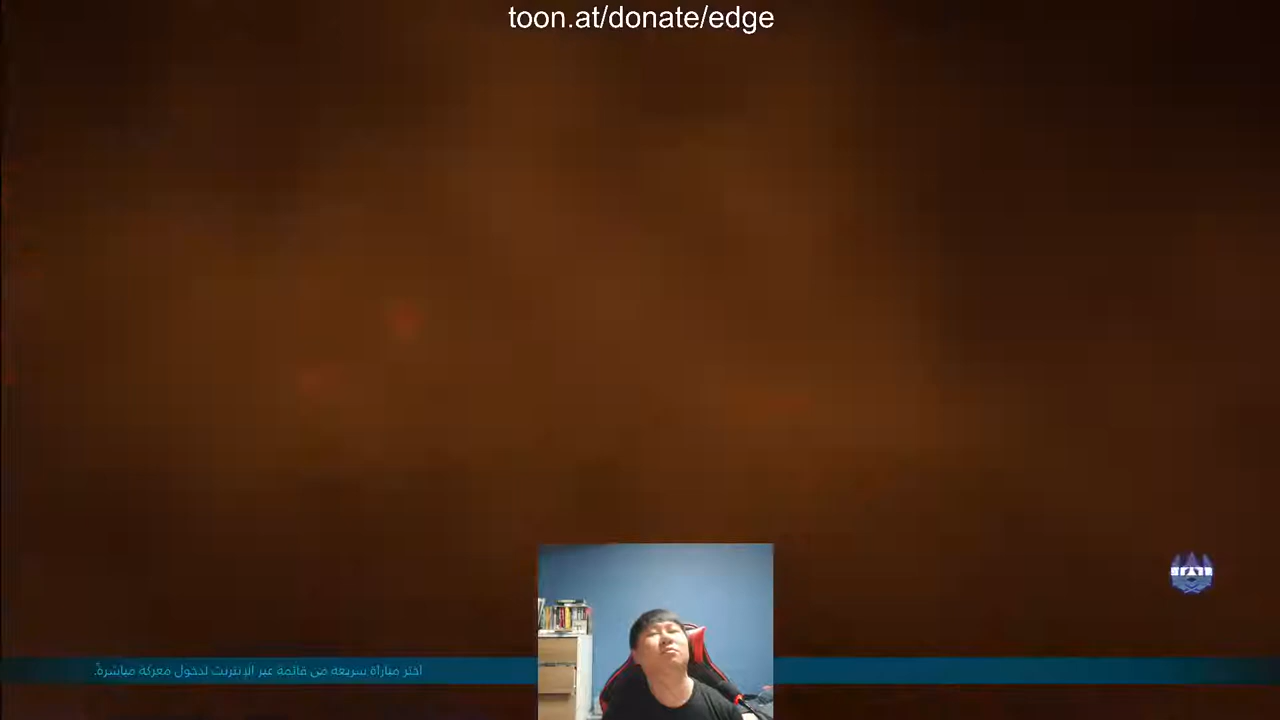 toon.at/donate/edge
اختر مباراة سريعة من قائمة عبر الإنترنت لدخول معركة مباشرةً.